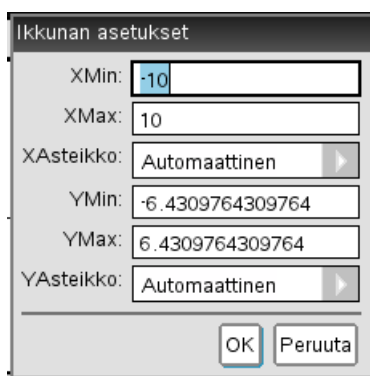 Ikkunan asetukset
XMin: -10
XMax: 10
XAsteikko: Automaattinen
YMin: -6.4309764309764
YMax: 6.4309764309764
YAsteikko: Automaattinen
OK Peruuta